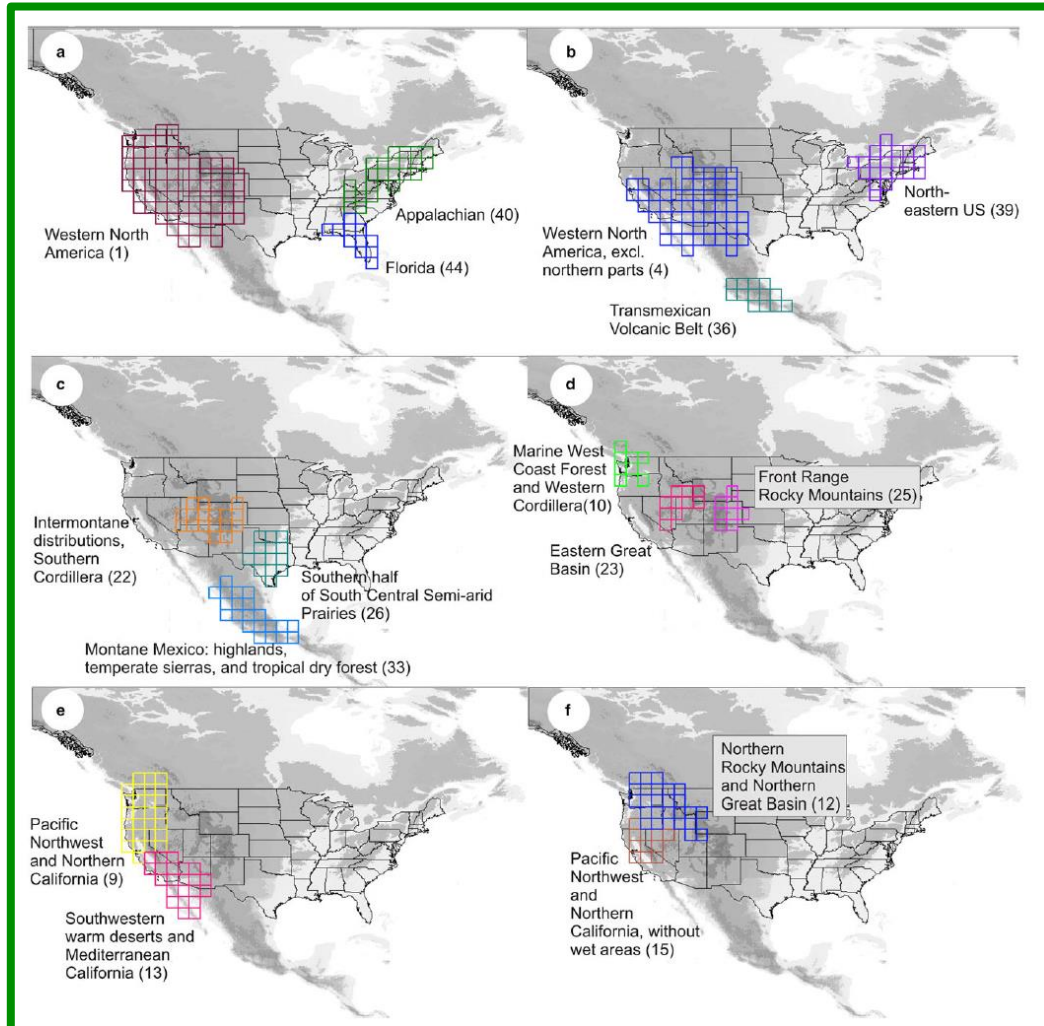 a
Western North
America (1)
Appalachian (40)
Florida (44)
b
North-
eastern US (39)
Western North
America, excl.
northern parts (4)
Transmexican
Volcanic Belt (36)
c
Intermontane
distributions,
Southern
Cordillera (22)
Southern half
of South Central Semi-arid
Prairies (26)
Montane Mexico: highlands,
temperate sierras, and tropical dry forest (33)
d
Marine West
Coast Forest
and Western
Cordillera(10)
Front Range
Rocky Mountains (25)
Eastern Great
Basin (23)
e
Pacific
Northwest
and Northern
California (9)
Southwestern
warm deserts and
Mediterranean
California (13)
f
Northern
Rocky Mountains
and Northern
Great Basin (12)
Pacific
Northwest
and
Northern
California, without
wet areas (15)